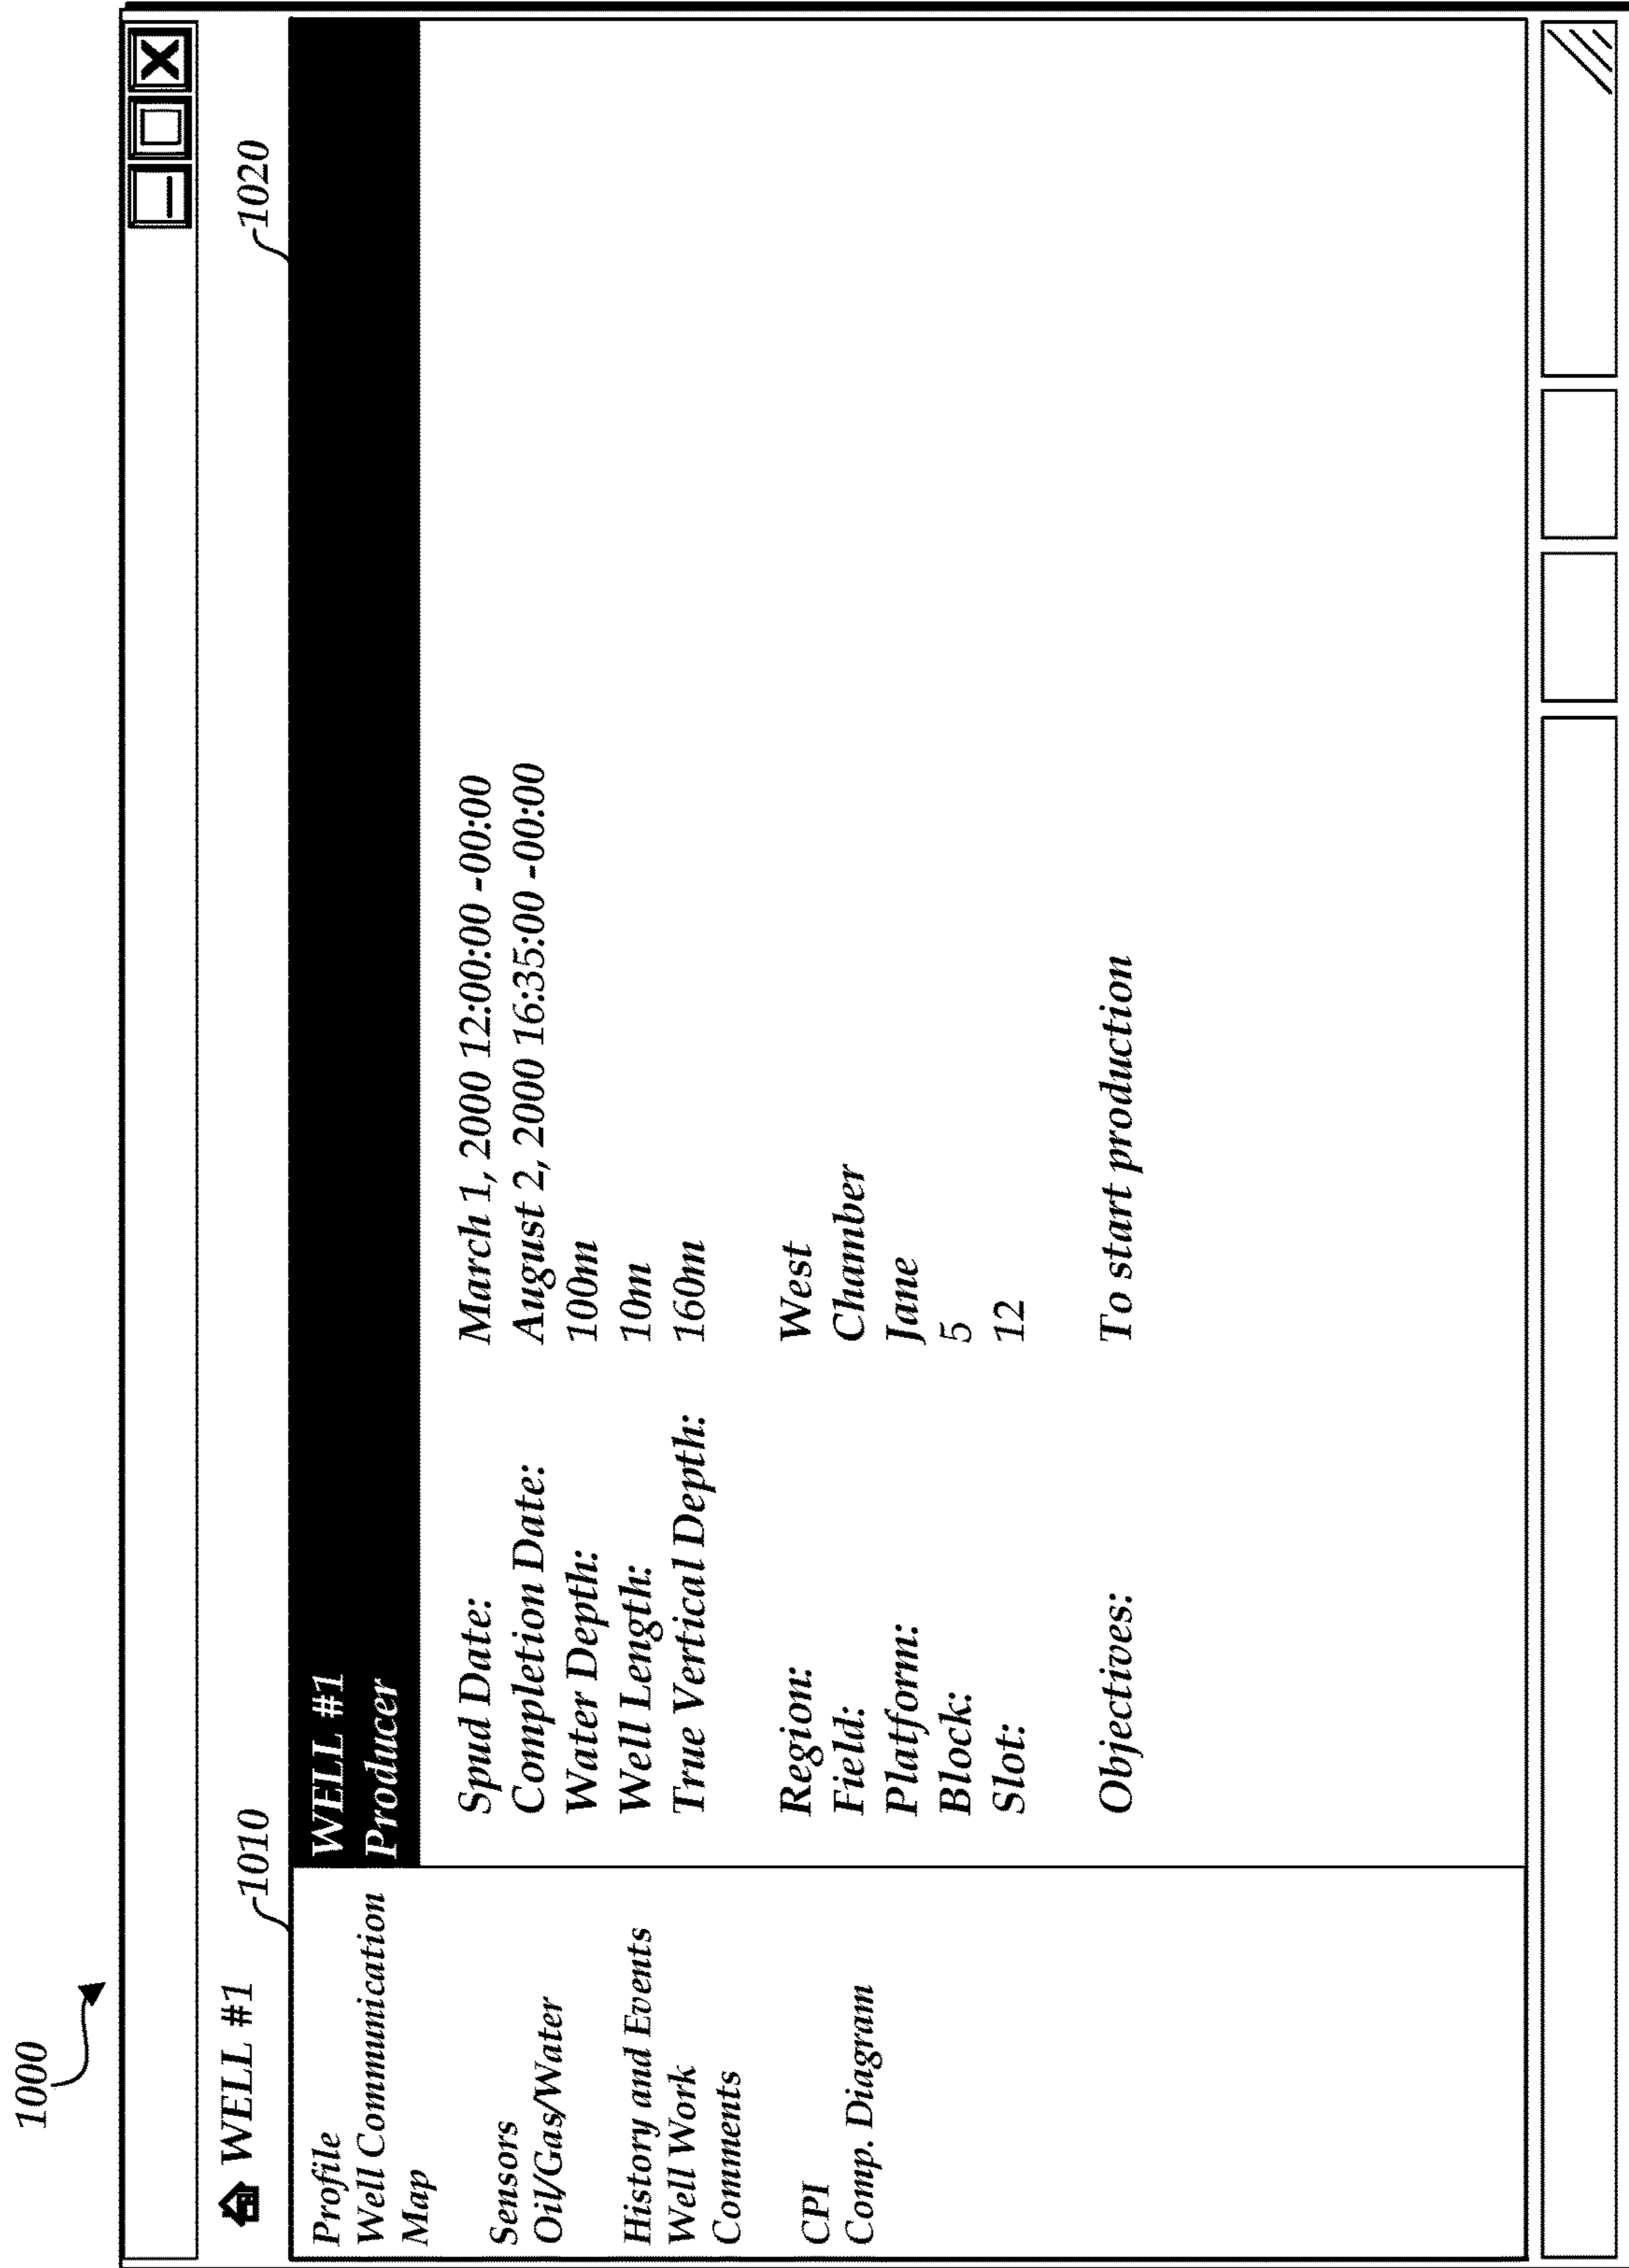 1000
WELL #1
1010
1020
Profile
Well Communication
Map
Sensors
Oil/Gas/Water
History and Events
Well Work
Comments
CPI
Comp. Diagram
WELL #1
Producer
Spud Date: March 1, 2000 12:00:00 -00:00
Completion Date: August 2, 2000 16:35:00 -00:00
Water Depth: 100m
Well Length: 10m
True Vertical Depth: 160m
Region: West
Field: Chamber
Platform: Jane
Block: 5
Slot: 12
Objectives: To start production